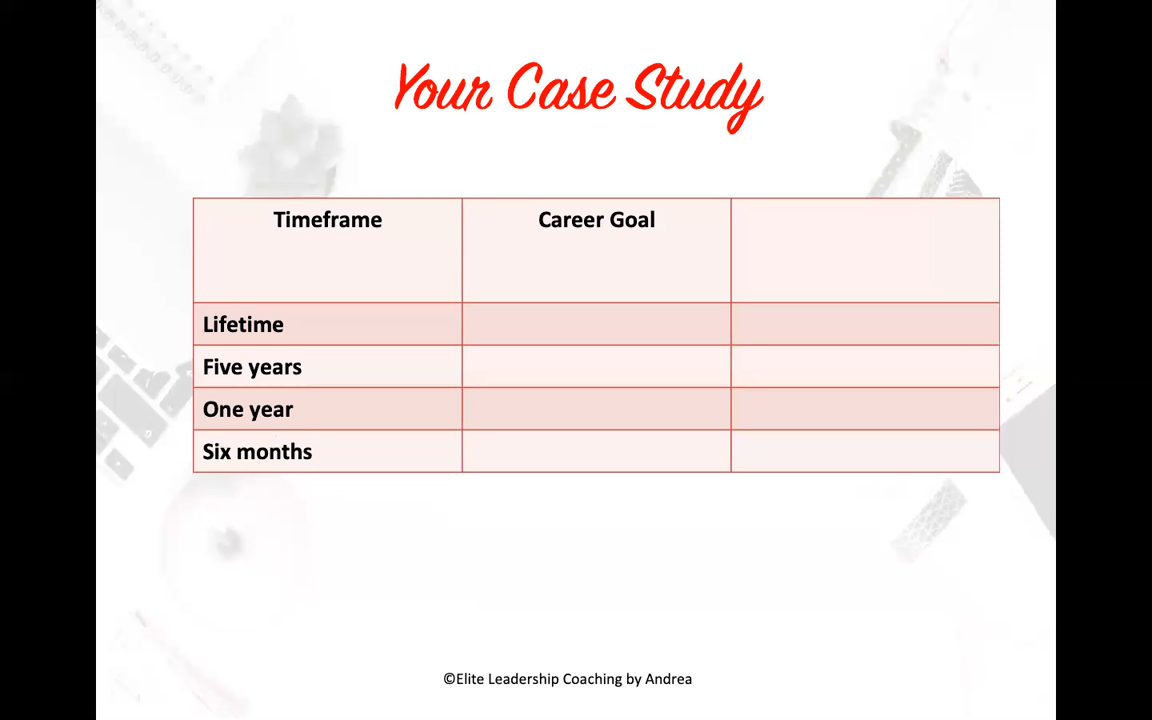 Your Case Study
Timeframe Career Goal
Lifetime
Five years
One year
Six months
©Elite Leadership Coaching by Andrea